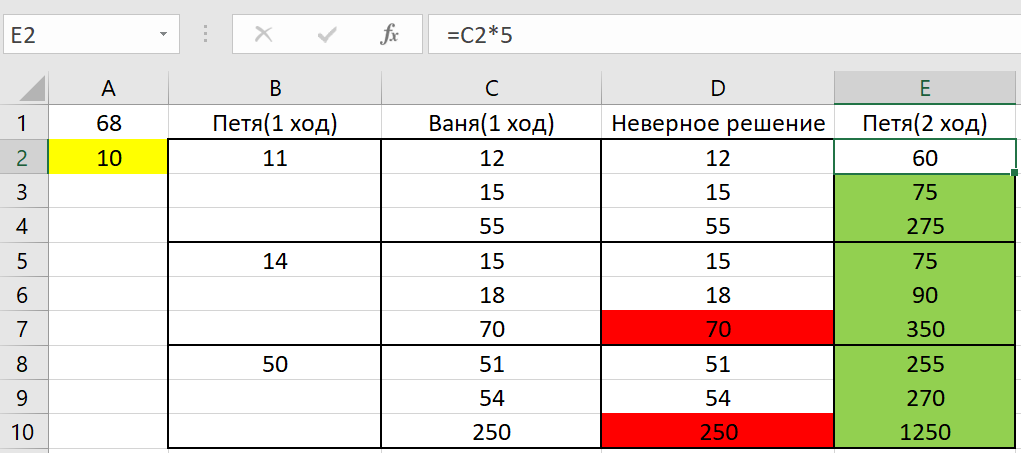 E2 fx =C2*5
A B C D E
1 68 Петя(1 ход) Ваня(1 ход) Неверное решение Петя(2 ход)
2 10 11 12 12 60
3 15 15 75
4 55 55 275
5 14 15 15 75
6 18 18 90
7 70 70 350
8 50 51 51 255
9 54 54 270
10 250 250 1250